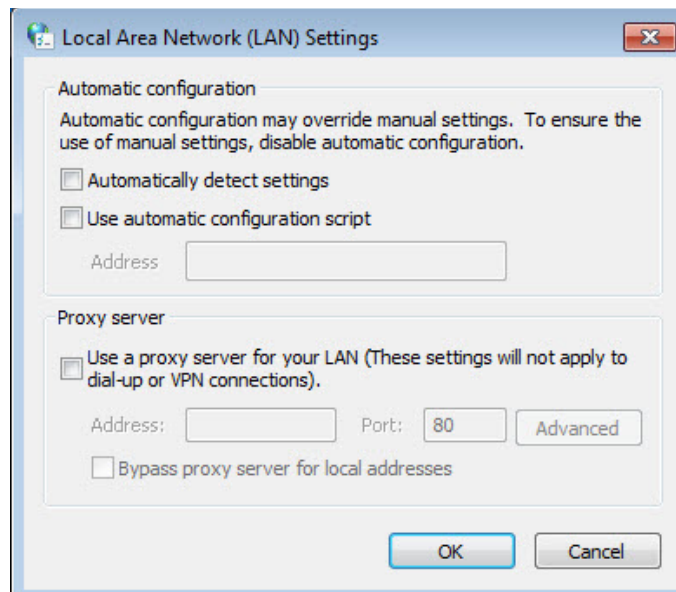 Local Area Network (LAN) Settings
Automatic configuration
Automatic configuration may override manual settings. To ensure the
use of manual settings, disable automatic configuration.
Automatically detect settings
Use automatic configuration script
Address
Proxy server
Use a proxy server for your LAN (These settings will not apply to
dial-up or VPN connections).
Address: Port: 80 Advanced
Bypass proxy server for local addresses
OK Cancel